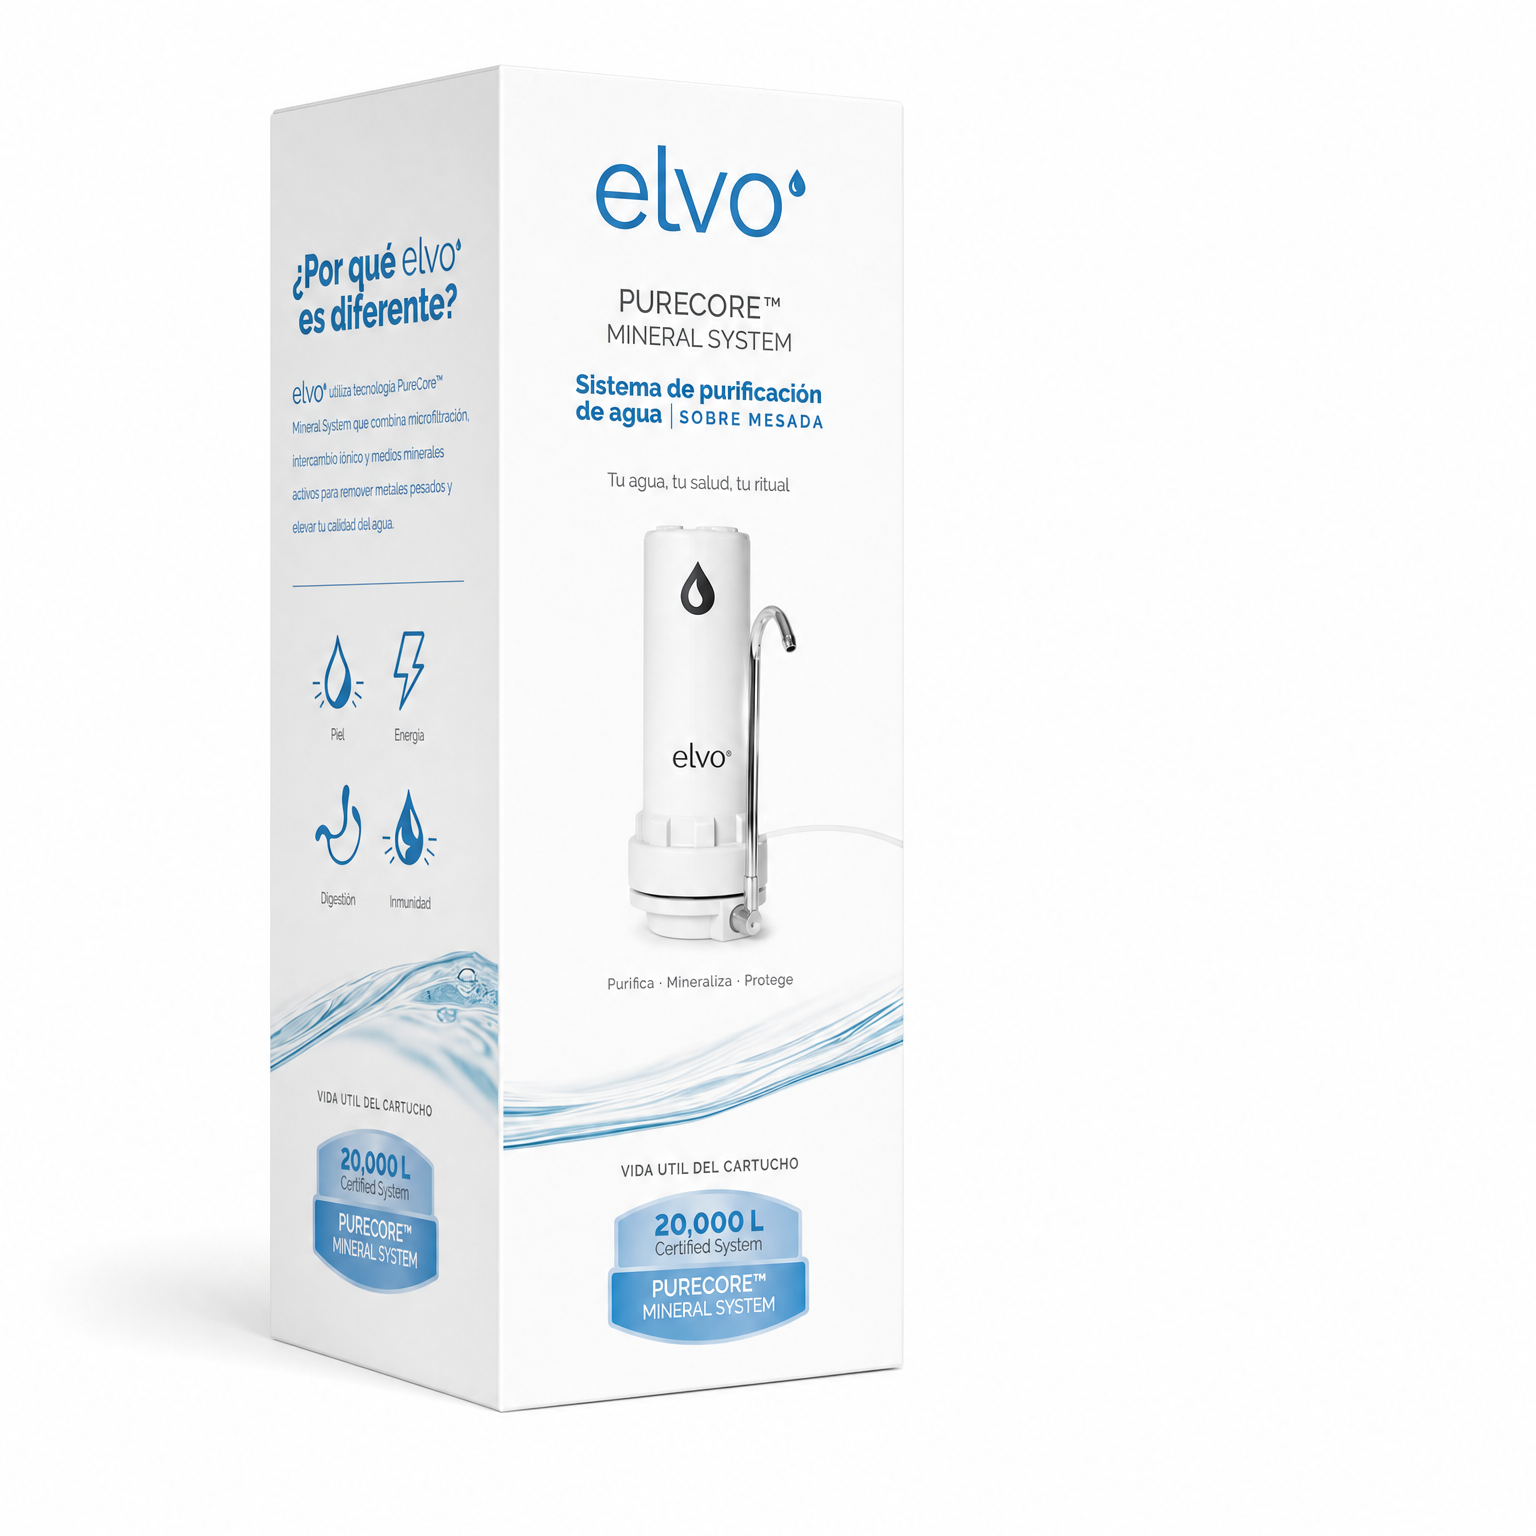 ¿Por qué elvo
es diferente?
elvo utiliza tecnología PureCore™
Mineral System que combina microfiltración,
intercambio iónico y medios minerales
activos para remover metales pesados y
elevar tu calidad del agua.
Piel
Energía
Digestión
Inmunidad
VIDA UTIL DEL CARTUCHO
20,000 L
Certified System
PURECORE™
MINERAL SYSTEM
elvo
PURECORE™
MINERAL SYSTEM
Sistema de purificación
de agua | SOBRE MESADA
Tu agua, tu salud, tu ritual
elvo®
Purifica · Mineraliza · Protege
VIDA UTIL DEL CARTUCHO
20,000 L
Certified System
PURECORE™
MINERAL SYSTEM